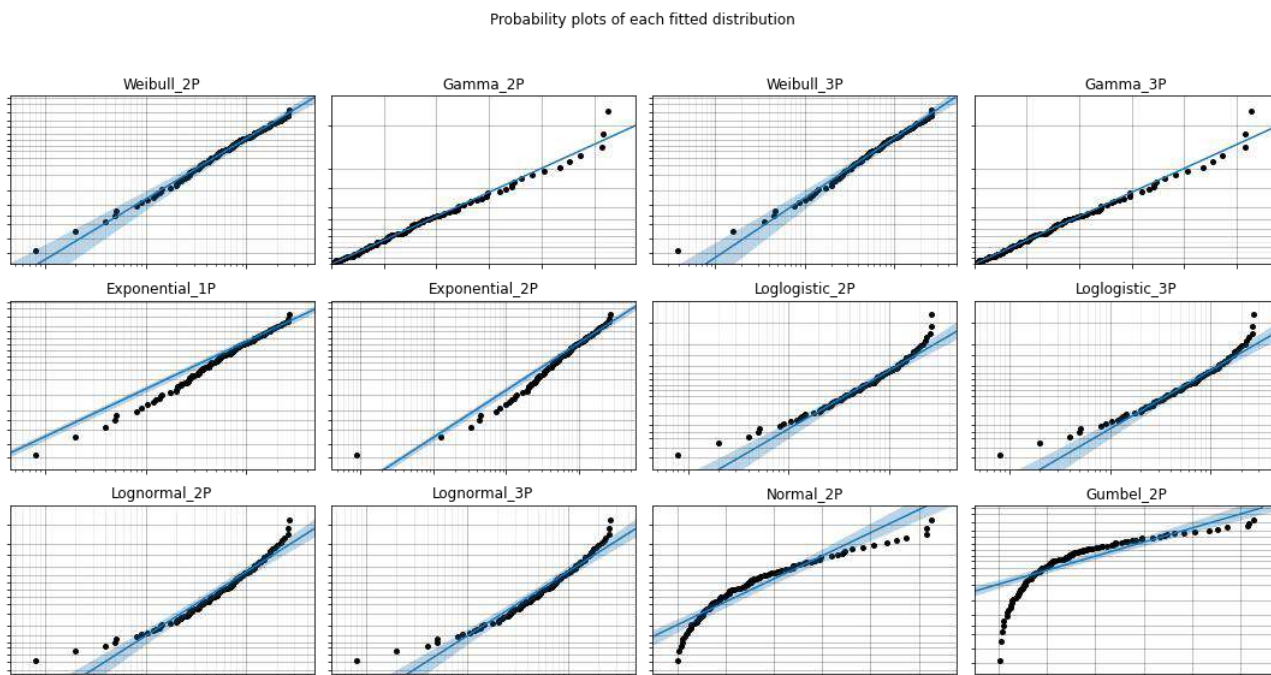 Probability plots of each fitted distribution
Weibull_2P
Gamma_2P
Weibull_3P
Gamma_3P
Exponential_1P
Exponential_2P
Loglogistic_2P
Loglogistic_3P
Lognormal_2P
Lognormal_3P
Normal_2P
Gumbel_2P